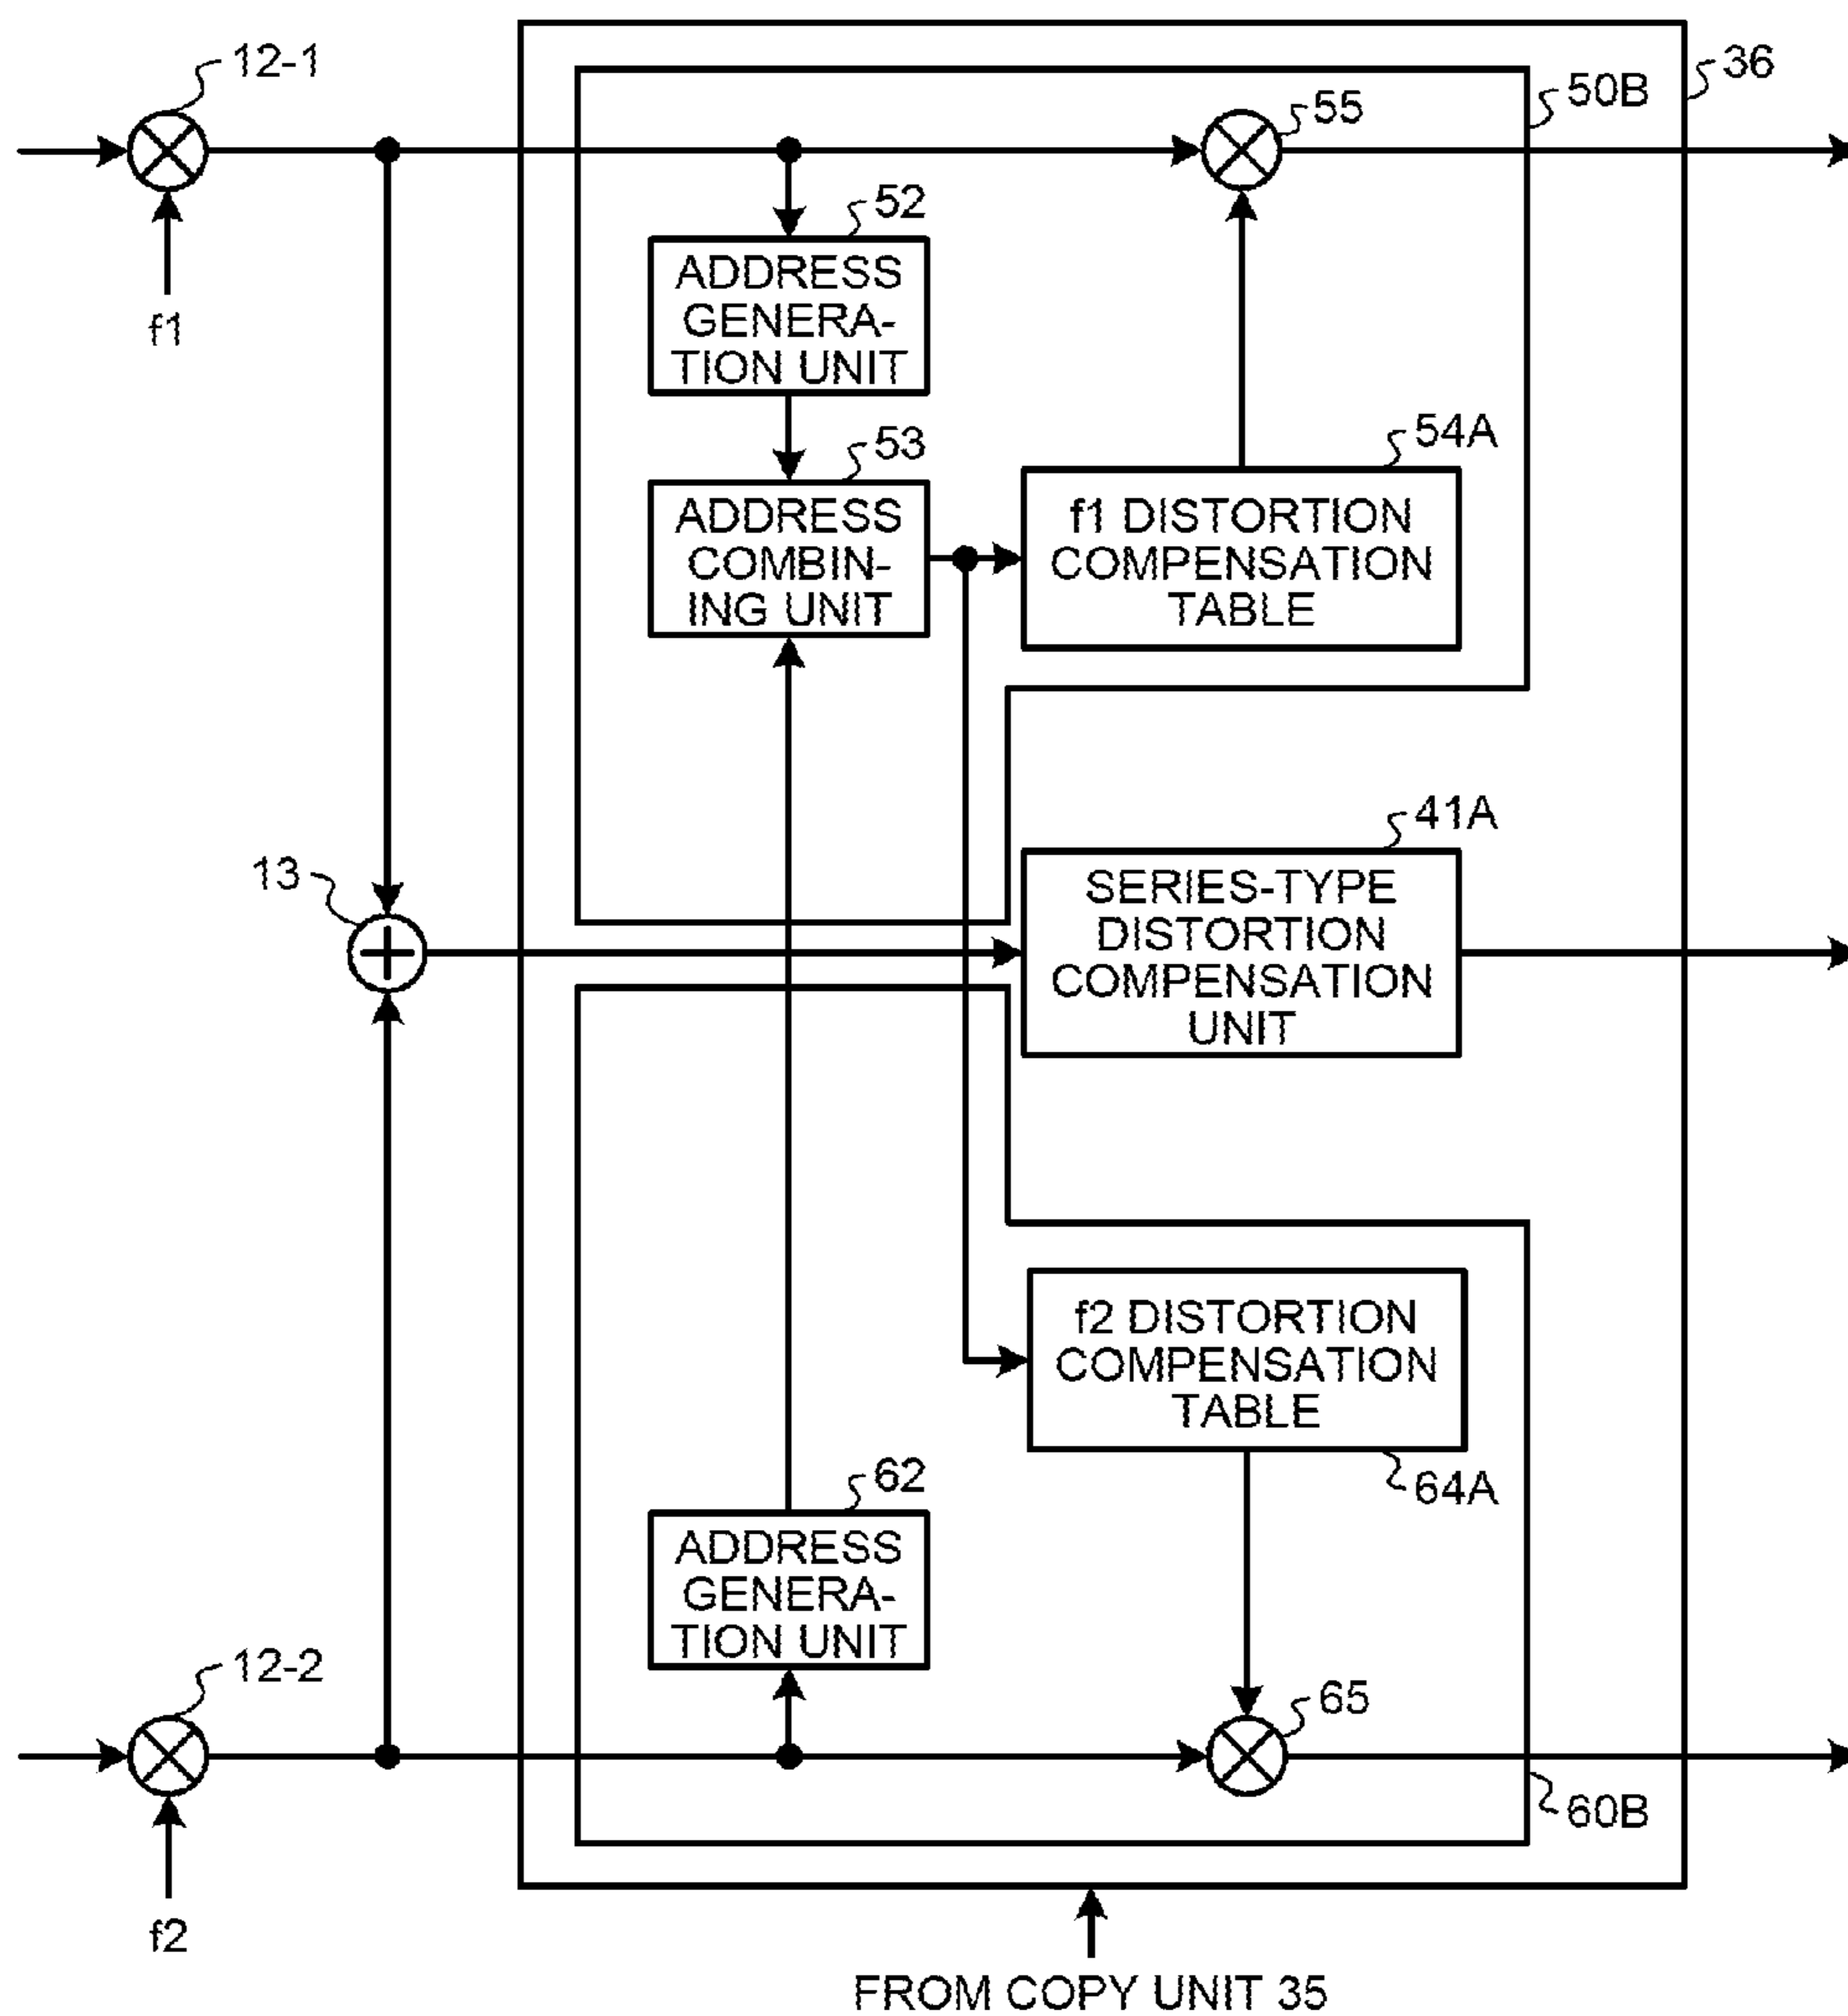 12-1
36
50B
55
f1
52
ADDRESS
GENERA-
TION UNIT
53
ADDRESS
COMBIN-
ING UNIT
54A
f1 DISTORTION
COMPENSATION
TABLE
13
41A
SERIES-TYPE
DISTORTION
COMPENSATION
UNIT
f2 DISTORTION
COMPENSATION
TABLE
64A
62
ADDRESS
GENERA-
TION UNIT
12-2
65
60B
f2
FROM COPY UNIT 35